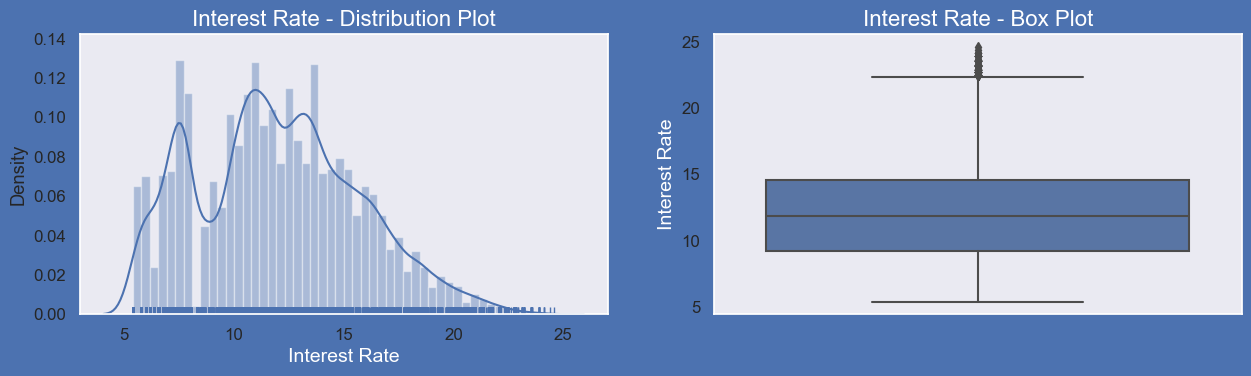 Interest Rate - Distribution Plot
0.14
0.12
0.10
0.08
0.06
0.04
0.02
0.00
Density
5 10 15 20 25
Interest Rate
Interest Rate - Box Plot
25
20
15
10
5
Interest Rate